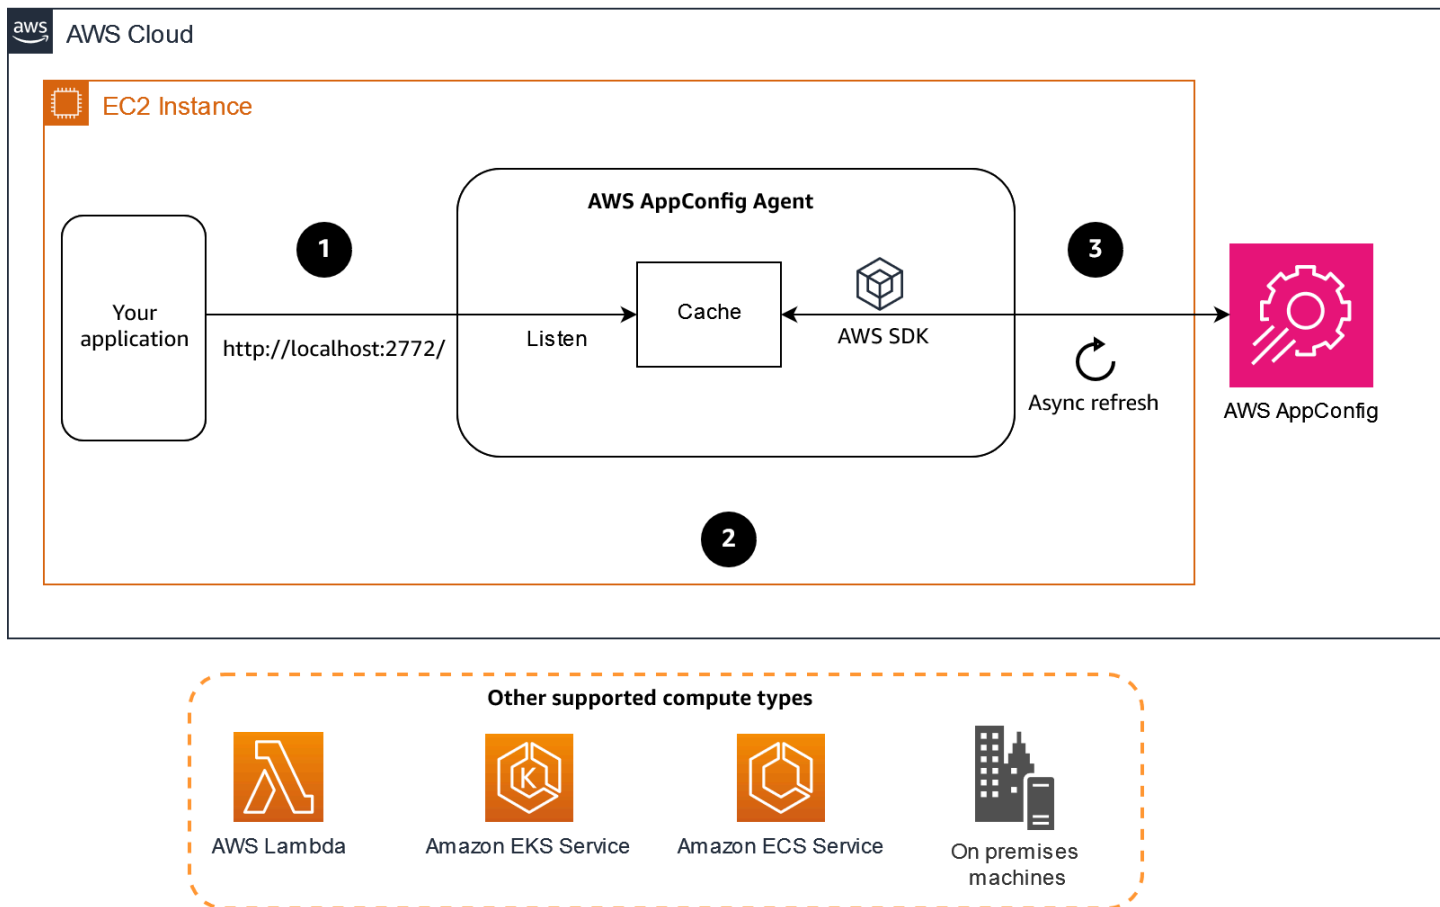 aws
AWS Cloud
EC2 Instance
AWS AppConfig Agent
1
3
Your
application
Cache
http://localhost:2772/
Listen
AWS SDK
Async refresh
AWS AppConfig
2
Other supported compute types
K
AWS Lambda
Amazon EKS Service
Amazon ECS Service
On premises
machines